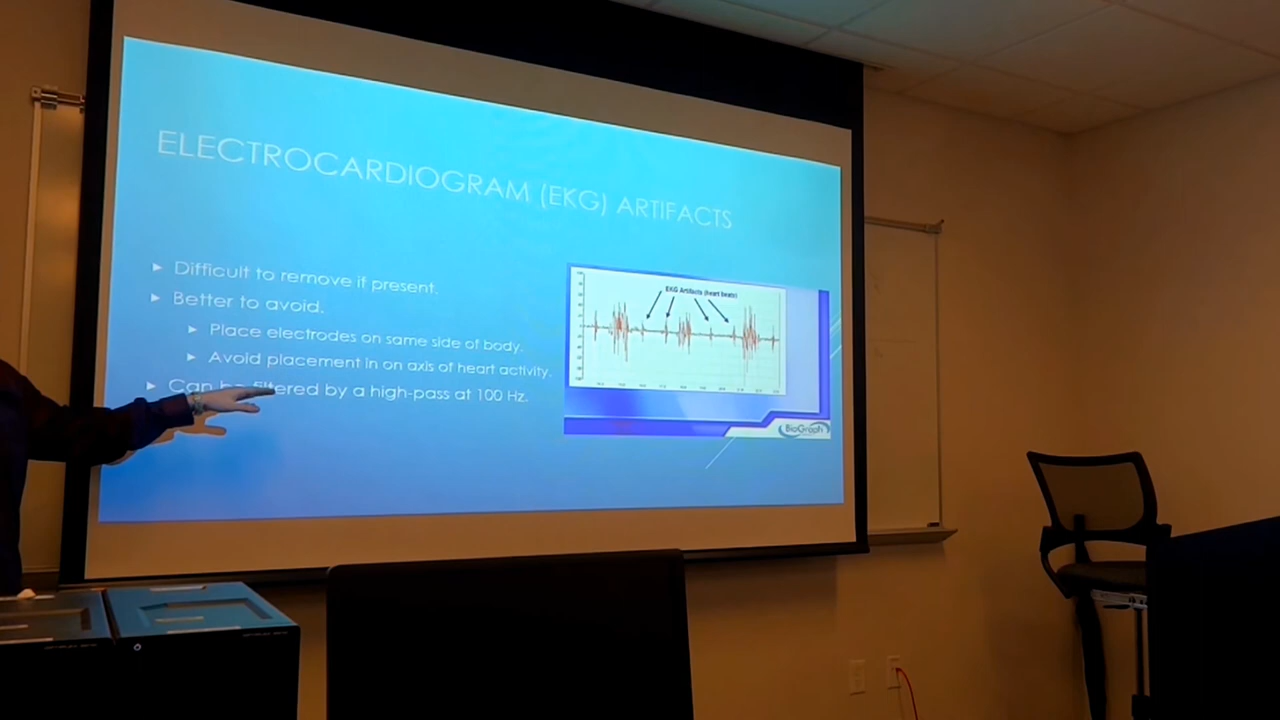 ELECTROCARDIOGRAM (EKG) ARTIFACTS
Difficult to remove if present.
Better to avoid.
Place electrodes on same side of body.
Avoid placement in on axis of heart activity.
Can be filtered by a high-pass at 100 Hz.
EKG Artifacts (heart beats)
BioGraph